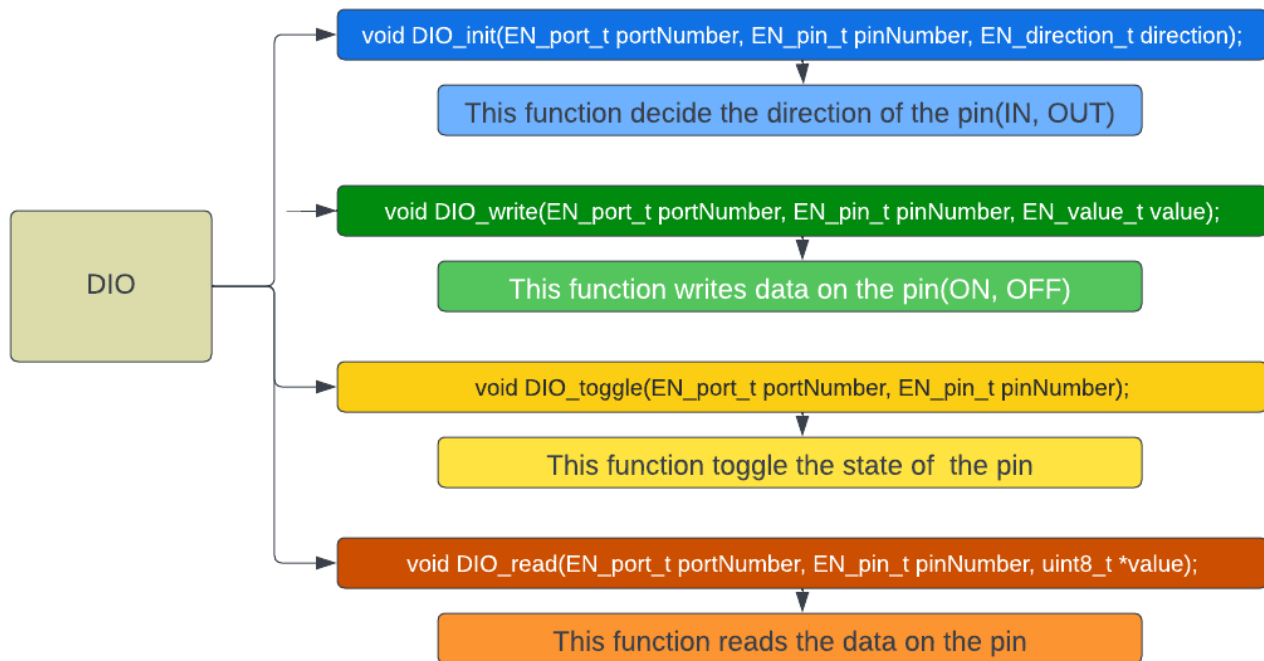 void DIO_init(EN_port_t portNumber, EN_pin_t pinNumber, EN_direction_t direction);
This function decide the direction of the pin(IN, OUT)
void DIO_write(EN_port_t portNumber, EN_pin_t pinNumber, EN_value_t value);
DIO
This function writes data on the pin(ON, OFF)
void DIO_toggle(EN_port_t portNumber, EN_pin_t pinNumber);
This function toggle the state of  the pin
void DIO_read(EN_port_t portNumber, EN_pin_t pinNumber, uint8_t *value);
This function reads the data on the pin